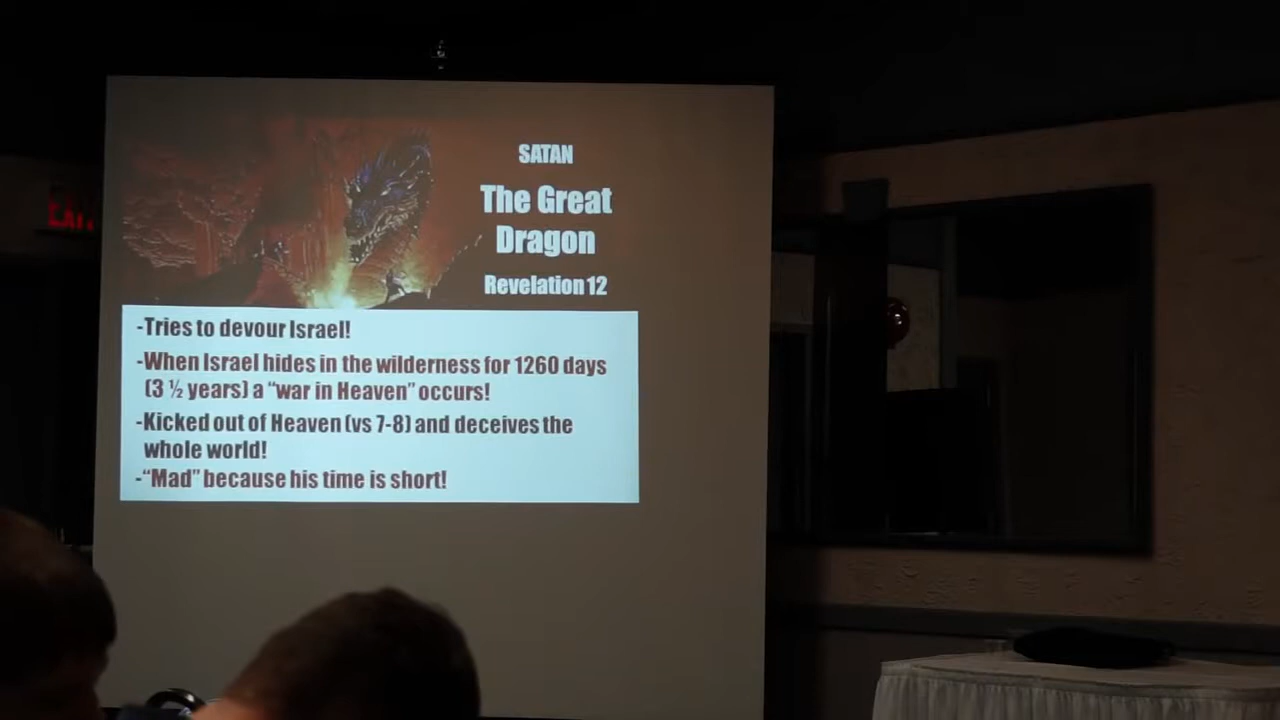 EXIT
SATAN
The Great
Dragon
Revelation 12
-Tries to devour Israel!
-When Israel hides in the wilderness for 1260 days
(3 ½ years) a “war in Heaven” occurs!
-Kicked out of Heaven (vs 7-8) and deceives the
whole world!
-“Mad” because his time is short!